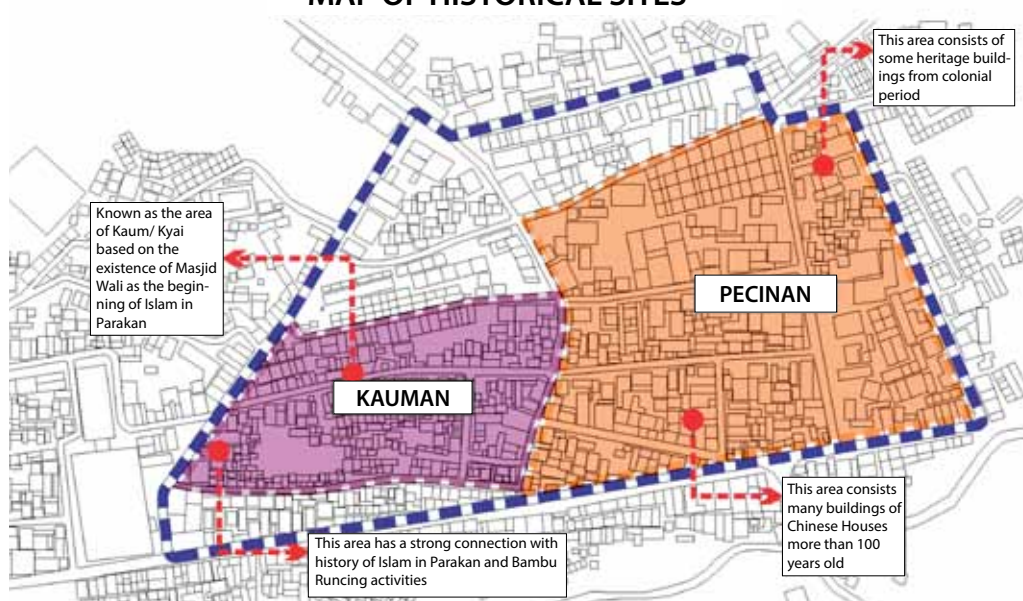 MAP OF HISTORICAL SITES
This area consists of
some heritage build-
ings from colonial
period
Known as the area
of Kaum/ Kyai
based on the
existence of Masjid
Wali as the begin-
ning of Islam in
Parakan
PECINAN
KAUMAN
This area consists
many buildings of
Chinese Houses
more than 100
years old
This area has a strong connection with
history of Islam in Parakan and Bambu
Runcing activities